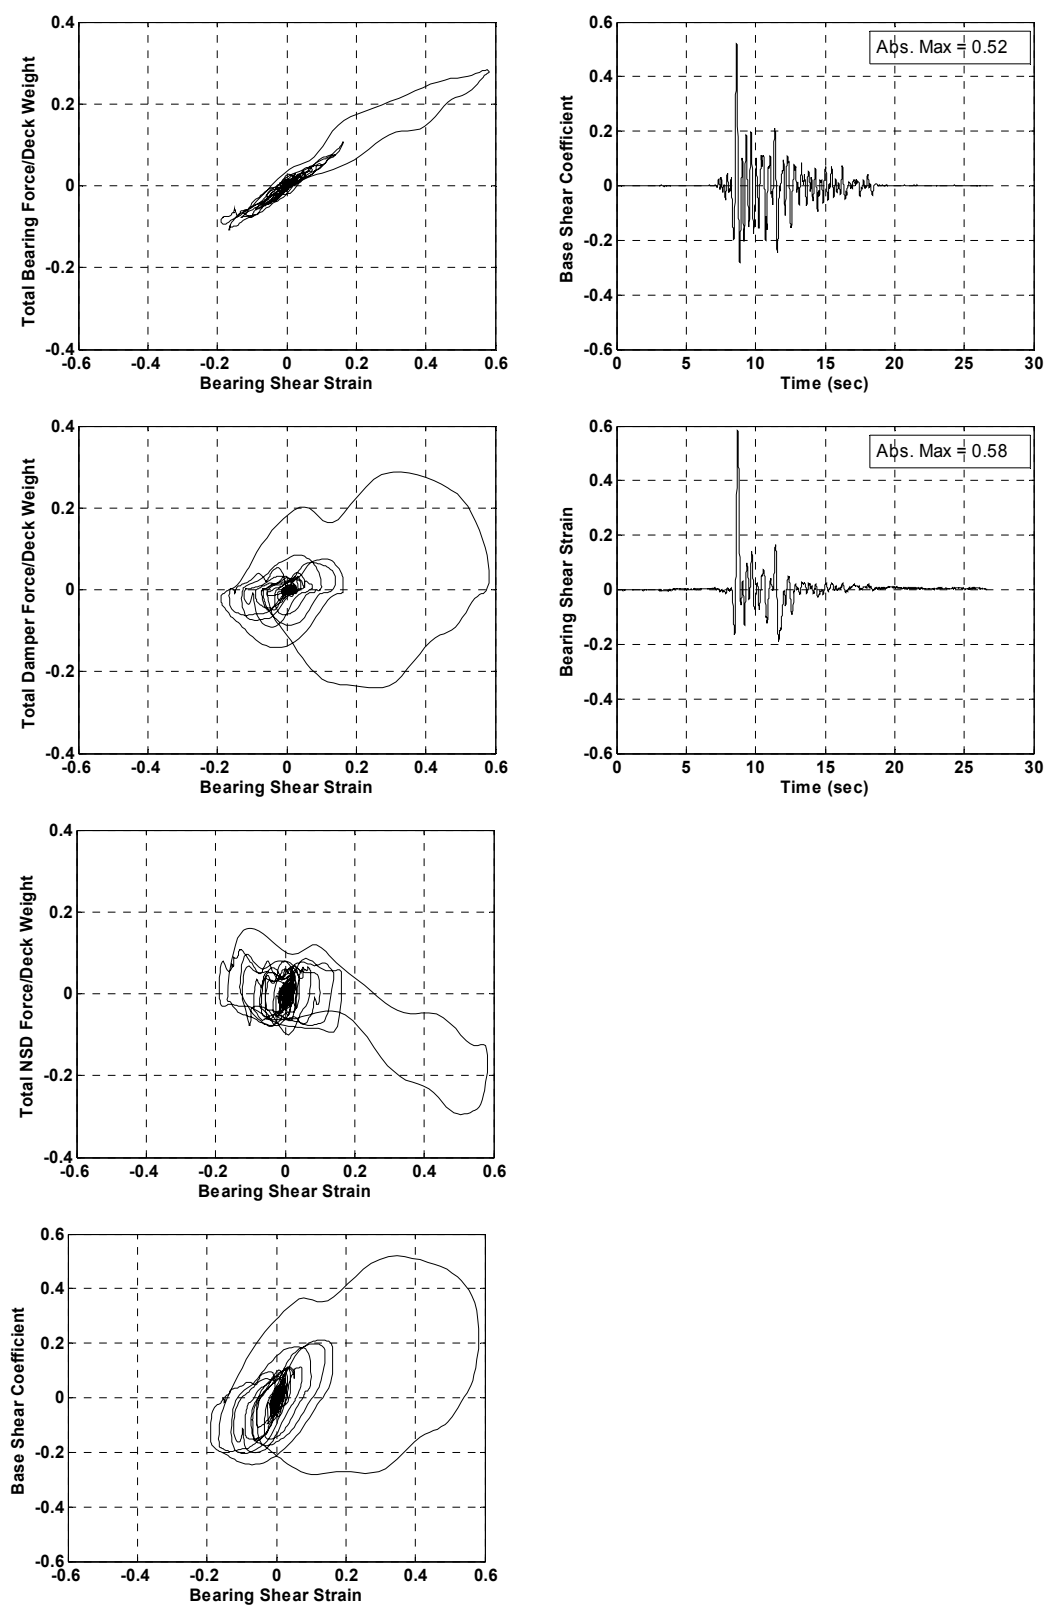 Total Bearing Force/Deck Weight
0.4
0.2
0
-0.2
-0.4
-0.6 -0.4 -0.2 0 0.2 0.4 0.6
Bearing Shear Strain
Base Shear Coefficient
0.6
0.4
0.2
0
-0.2
-0.4
-0.6
Abs. Max = 0.52
0 5 10 15 20 25 30
Time (sec)
Total Damper Force/Deck Weight
0.4
0.2
0
-0.2
-0.4
-0.6 -0.4 -0.2 0 0.2 0.4 0.6
Bearing Shear Strain
Bearing Shear Strain
0.6
0.4
0.2
0
-0.2
-0.4
-0.6
Abs. Max = 0.58
0 5 10 15 20 25 30
Time (sec)
Total NSD Force/Deck Weight
0.4
0.2
0
-0.2
-0.4
-0.6 -0.4 -0.2 0 0.2 0.4 0.6
Bearing Shear Strain
Base Shear Coefficient
0.6
0.4
0.2
0
-0.2
-0.4
-0.6
-0.6 -0.4 -0.2 0 0.2 0.4 0.6
Bearing Shear Strain